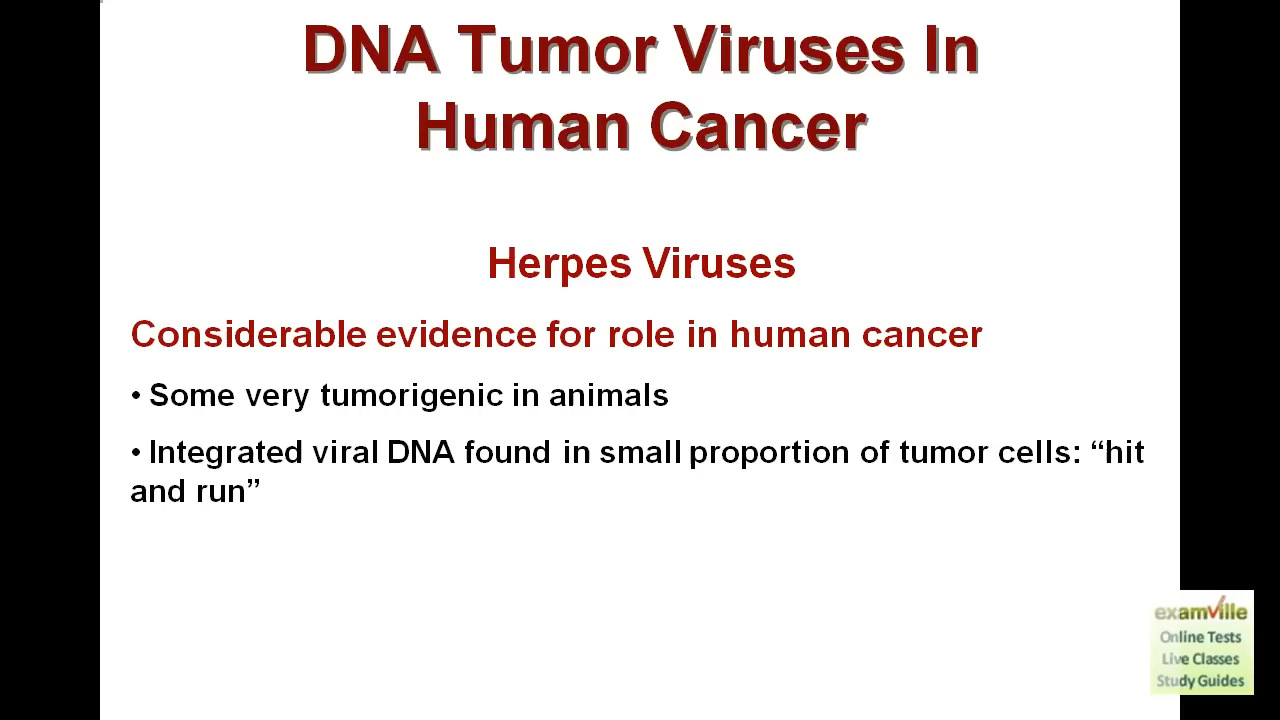 DNA Tumor Viruses In
Human Cancer
Herpes Viruses
Considerable evidence for role in human cancer
• Some very tumorigenic in animals
• Integrated viral DNA found in small proportion of tumor cells: “hit
and run”
examville
Online Tests
Live Classes
Study Guides